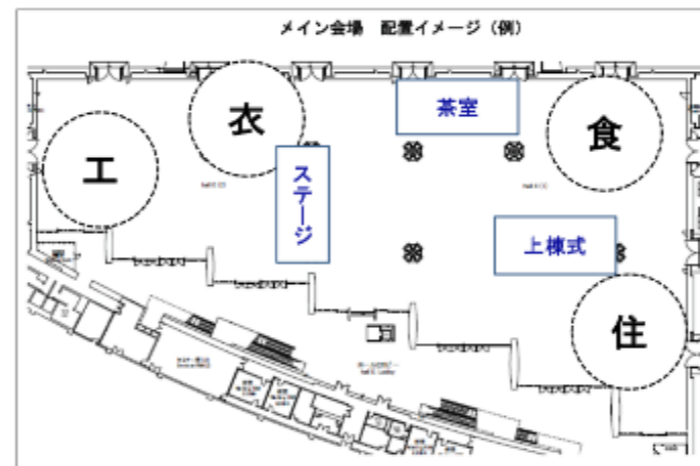 メイン会場　配置イメージ（例）
衣
茶室
食
工
ステージ
上棟式
住